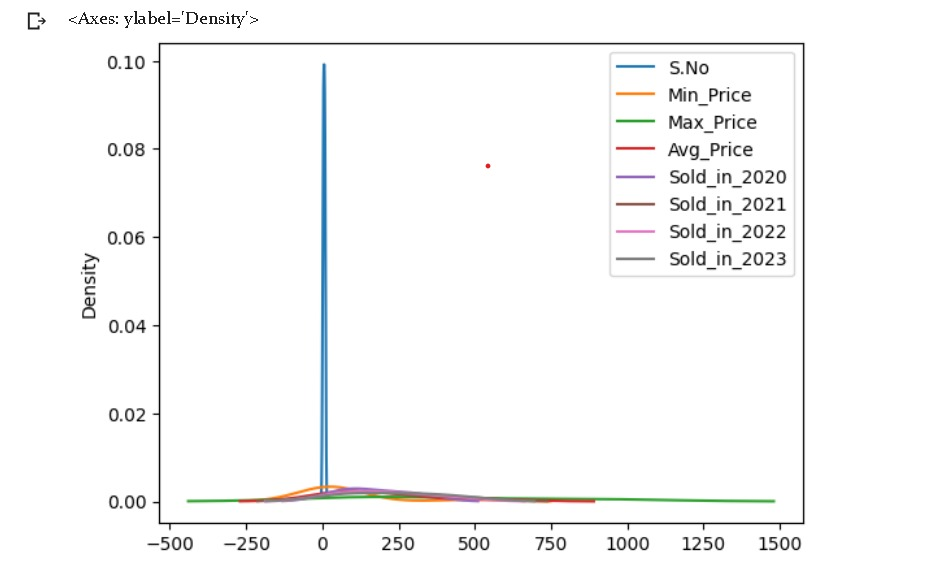 <Axes: ylabel='Density'>
0.10
0.08
0.06
0.04
0.02
0.00
Density
−500
−250
0
250
500
750
1000
1250
1500
S.No
Min_Price
Max_Price
Avg_Price
Sold_in_2020
Sold_in_2021
Sold_in_2022
Sold_in_2023